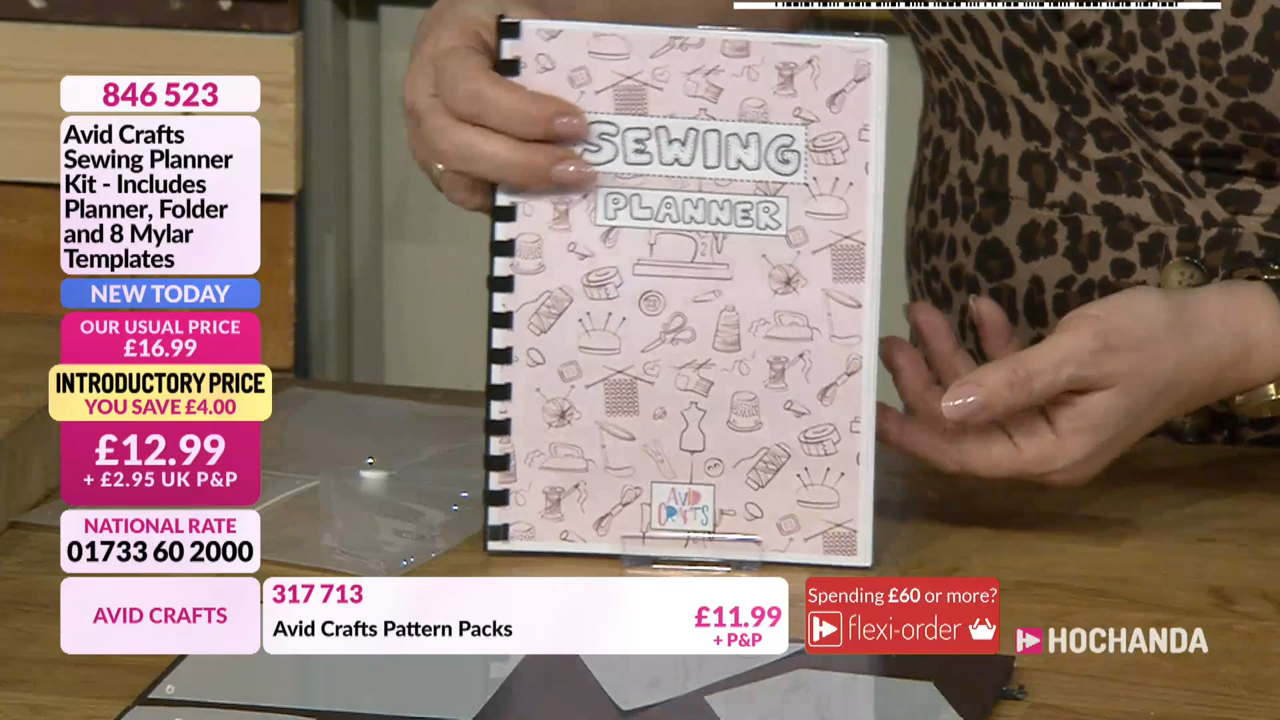 846 523
Avid Crafts
Sewing Planner
Kit - Includes
Planner, Folder
and 8 Mylar
Templates
NEW TODAY
OUR USUAL PRICE
£16.99
INTRODUCTORY PRICE
YOU SAVE £4.00
£12.99
+ £2.95 UK P&P
NATIONAL RATE
01733 60 2000
AVID CRAFTS
317 713
Avid Crafts Pattern Packs
£11.99
+ P&P
Spending £60 or more?
flexi-order
HOCHANDA
SEWING
PLANNER
AVID
CRAFTS